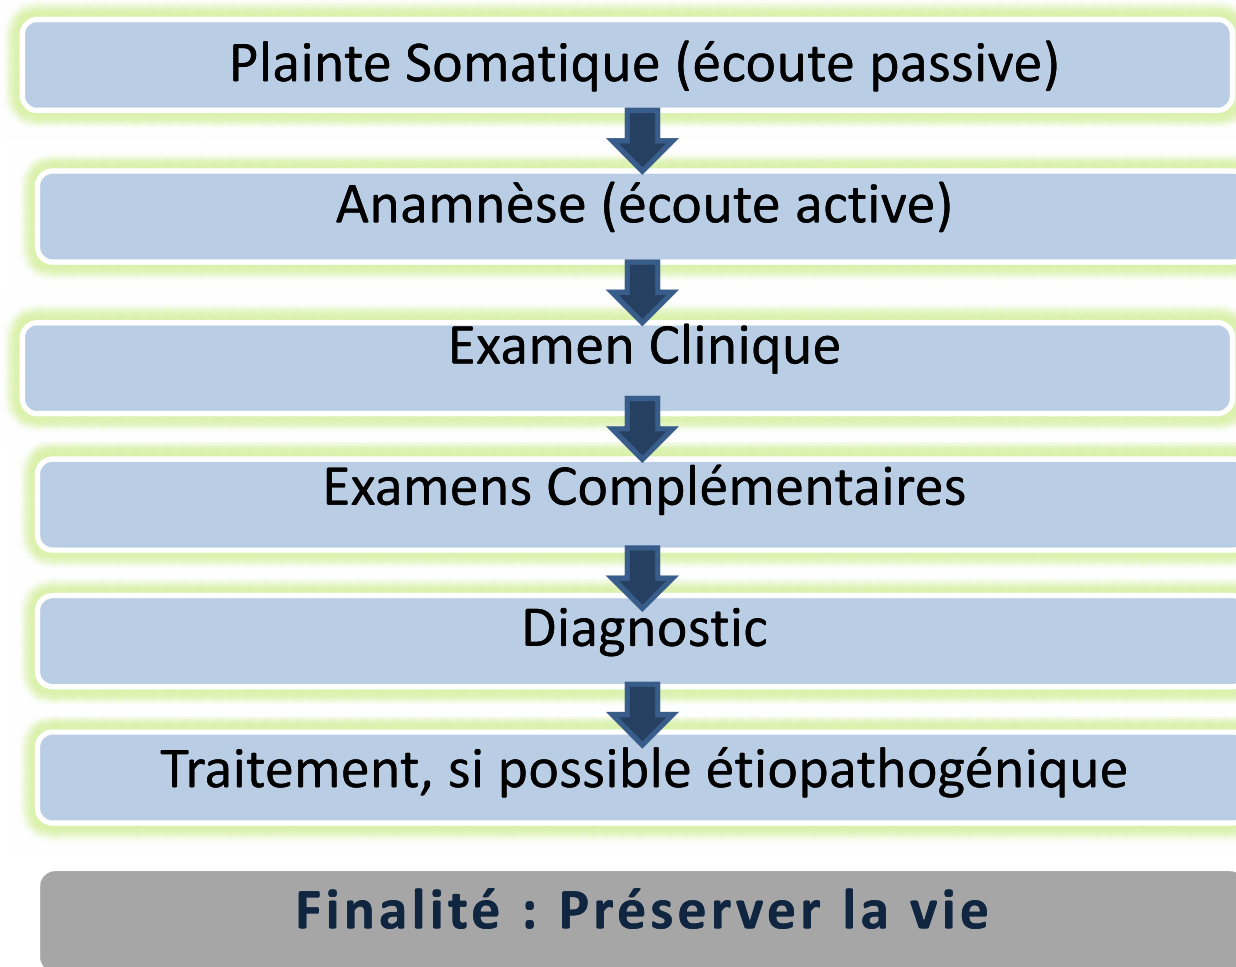 Plainte Somatique (écoute passive)
Anamnèse (écoute active)
Examen Clinique
Examens Complémentaires
Diagnostic
Traitement, si possible étiopathogénique
Finalité : Préserver la vie